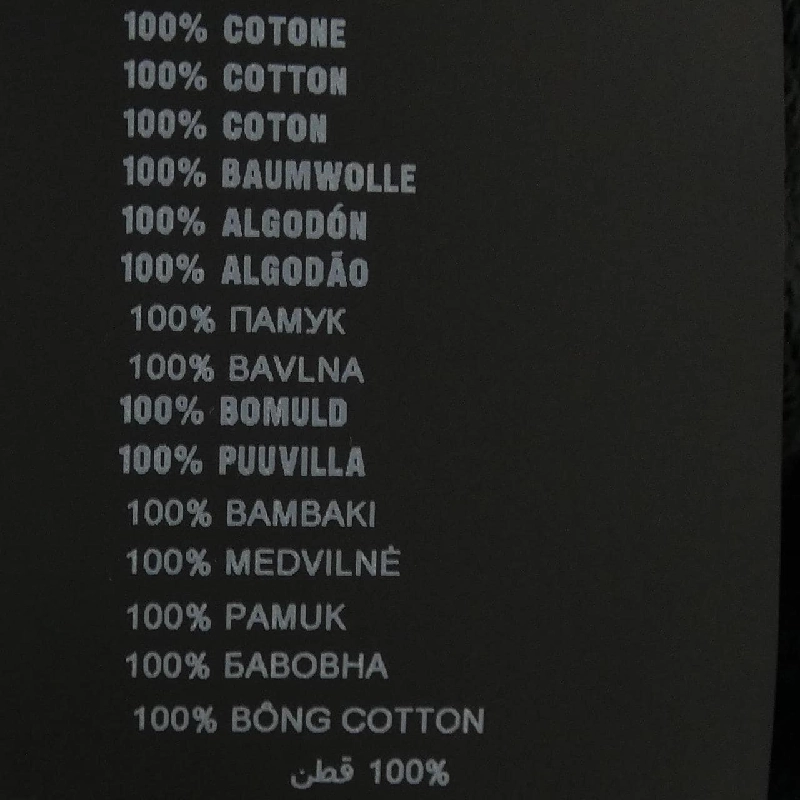 100% COTONE
100% COTTON
100% COTON
100% BAUMWOLLE
100% ALGODÓN
100% ALGODÃO
100% ПАМУК
100% BAVLNA
100% BOMULD
100% PUUVILLA
100% BAMBAKI
100% MEDVILNĖ
100% PAMUK
100% БАВОВНА
100% BÔNG COTTON
100% قطن